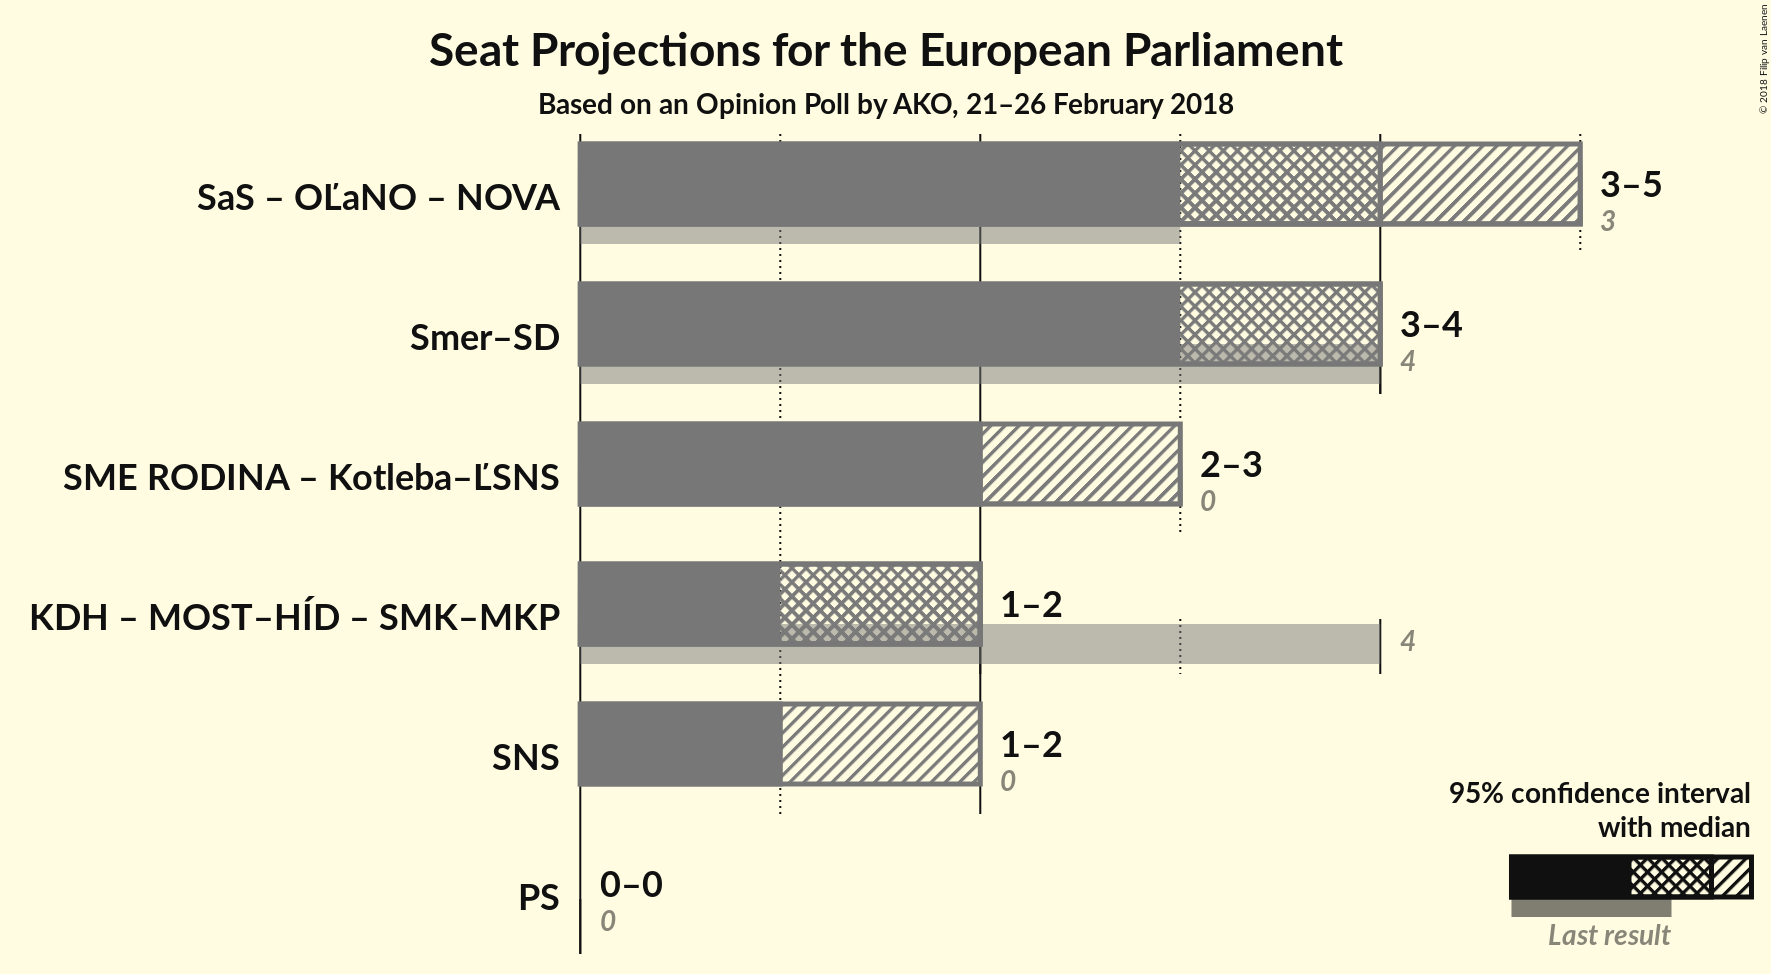 Seat Projections for the European Parliament
Based on an Opinion Poll by AKO, 21–26 February 2018
© 2018 Filip van Laenen
SaS – OĽaNO – NOVA
3–5
3
Smer–SD
3–4
4
SME RODINA – Kotleba–ĽSNS
2–3
0
KDH – MOST–HÍD – SMK–MKP
1–2
4
SNS
1–2
0
PS
0–0
0
95% confidence interval
with median
Last result